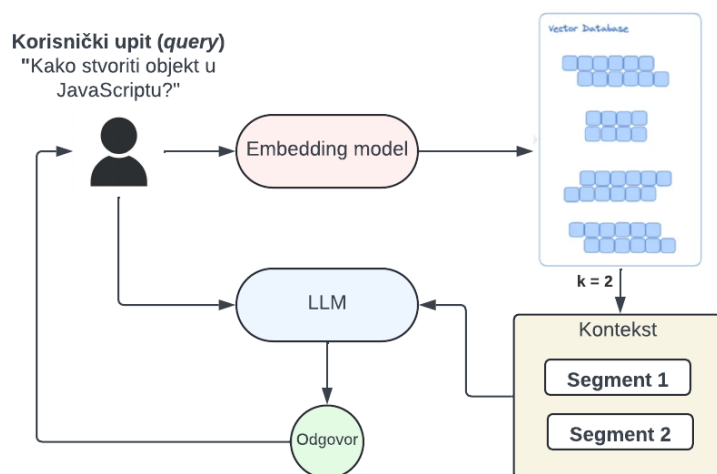 Korisnički upit (query)
"Kako stvoriti objekt u
JavaScriptu?"
Vector Database
Embedding model
k = 2
LLM
Kontekst
Segment 1
Segment 2
Odgovor